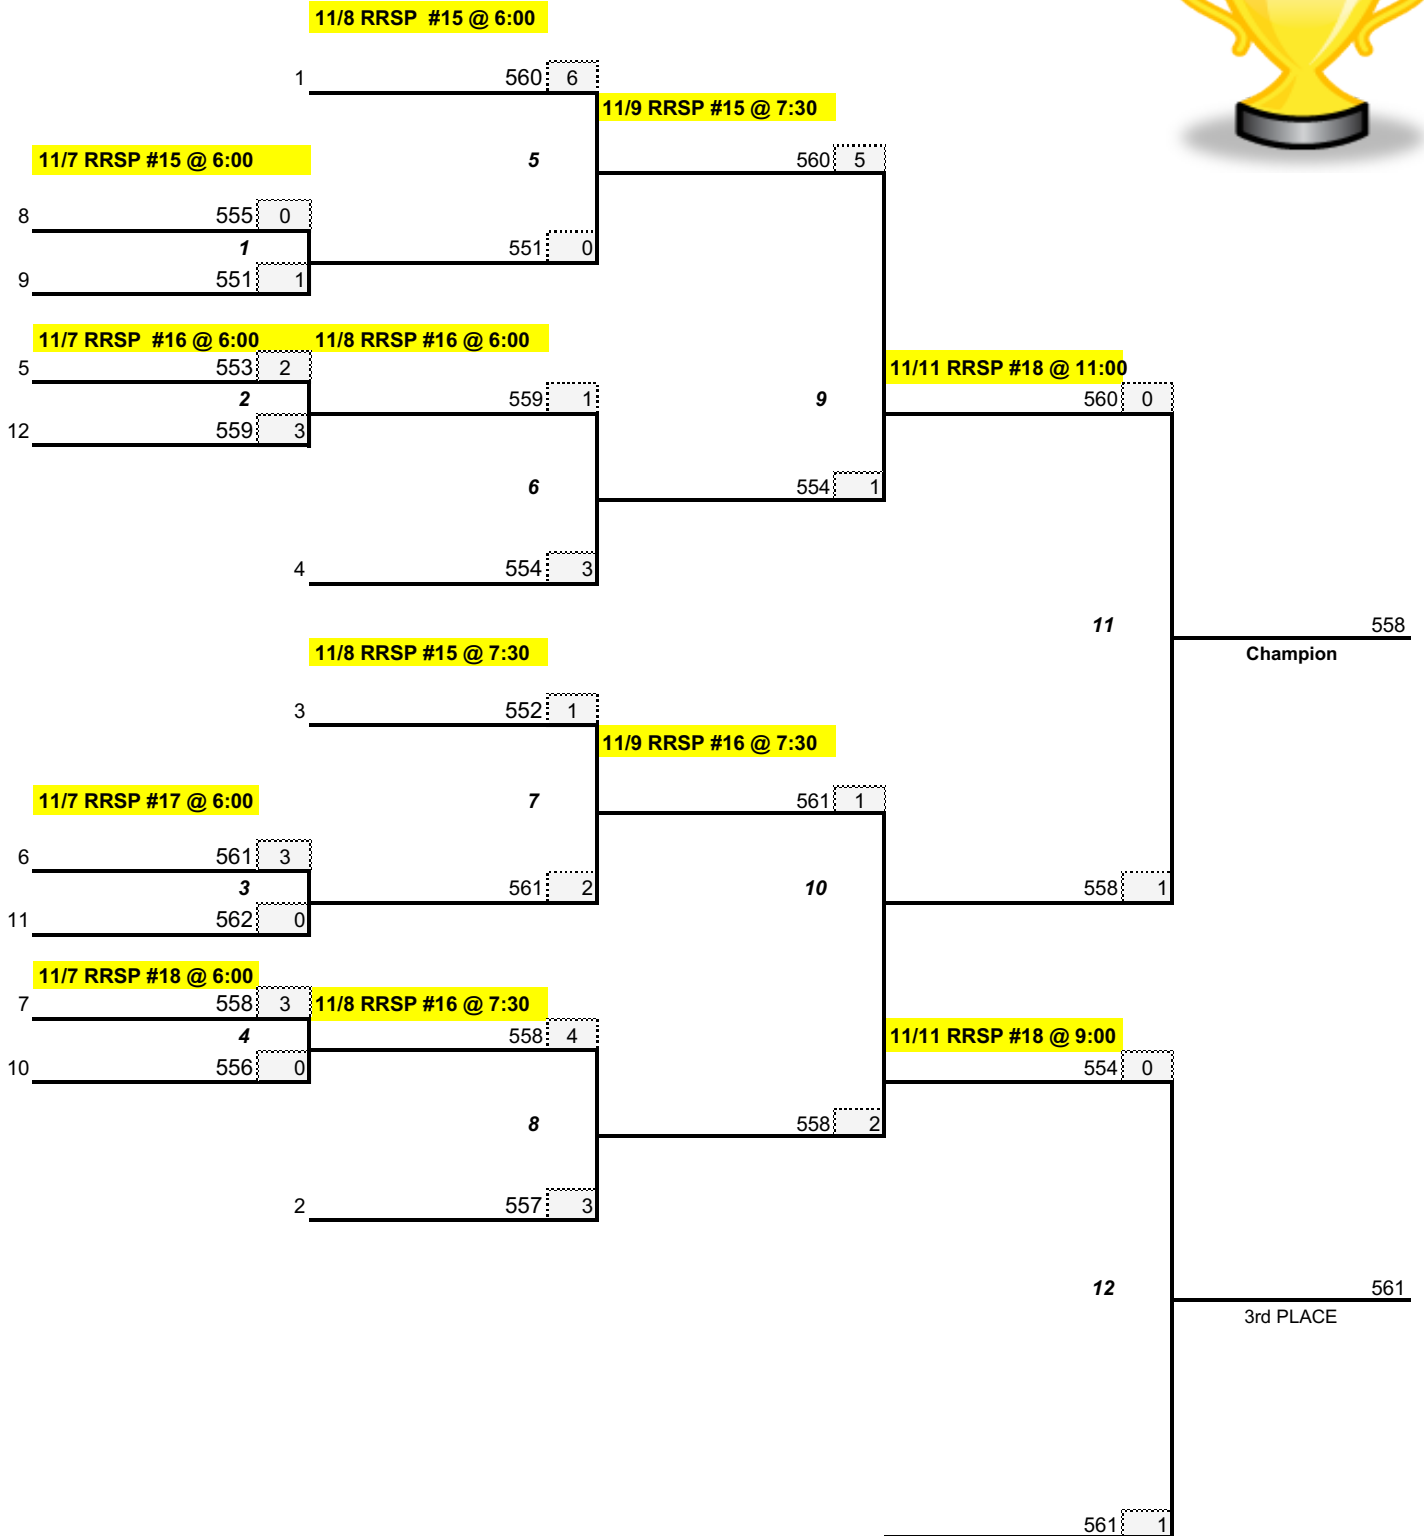 11/8 RRSP #15 @ 6:00
1 560 6
11/9 RRSP #15 @ 7:30
11/7 RRSP #15 @ 6:00 5 560 5
8 555 0
1 551 0
9 551 1
11/7 RRSP #16 @ 6:00 11/8 RRSP #16 @ 6:00
5 553 2 11/11 RRSP #18 @ 11:00
2 559 1 9 560 0
12 559 3
6 554 1
4 554 3
11 558
11/8 RRSP #15 @ 7:30 Champion
3 552 1
11/9 RRSP #16 @ 7:30
11/7 RRSP #17 @ 6:00 7 561 1
6 561 3
3 561 2 10 558 1
11 562 0
11/7 RRSP #18 @ 6:00
7 558 3 11/8 RRSP #16 @ 7:30
4 558 4 11/11 RRSP #18 @ 9:00
10 556 0 554 0
8 558 2
2 557 3
12 561
3rd PLACE
561 1